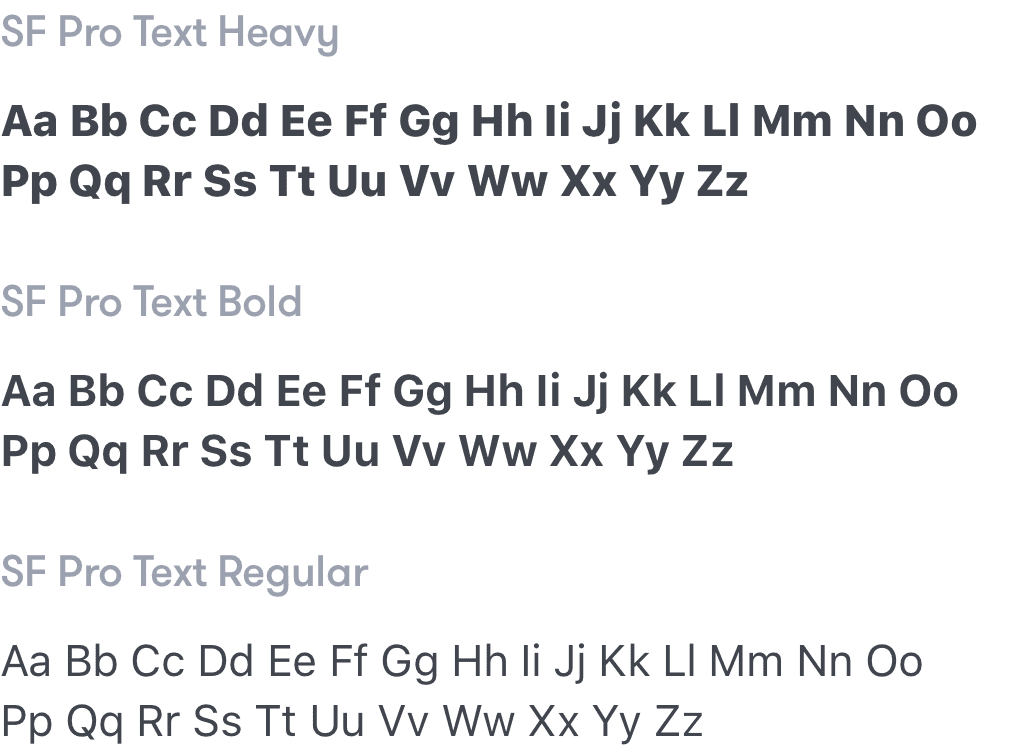 SF Pro Text Heavy
Aa Bb Cc Dd Ee Ff Gg Hh Ii Jj Kk Ll Mm Nn Oo
Pp Qq Rr Ss Tt Uu Vv Ww Xx Yy Zz
SF Pro Text Bold
Aa Bb Cc Dd Ee Ff Gg Hh Ii Jj Kk Ll Mm Nn Oo
Pp Qq Rr Ss Tt Uu Vv Ww Xx Yy Zz
SF Pro Text Regular
Aa Bb Cc Dd Ee Ff Gg Hh Ii Jj Kk Ll Mm Nn Oo
Pp Qq Rr Ss Tt Uu Vv Ww Xx Yy Zz